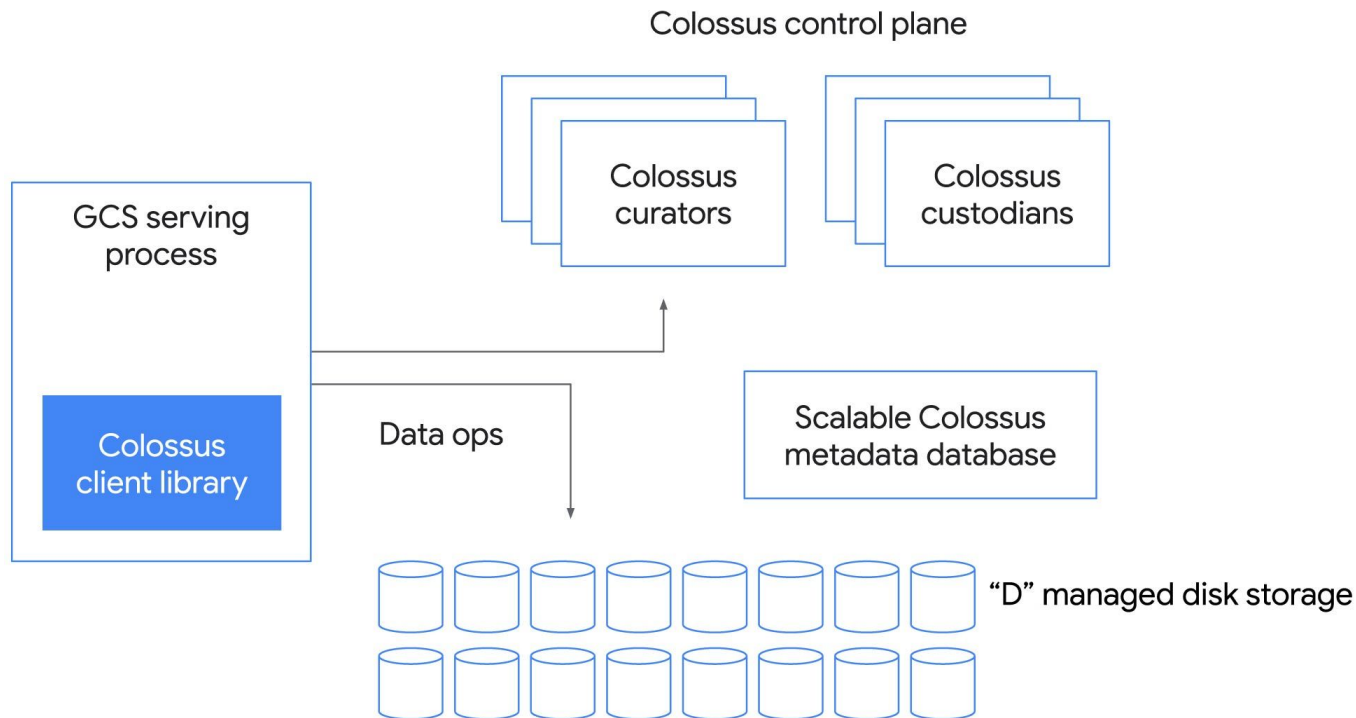 Colossus control plane
Colossus
curators
Colossus
custodians
GCS serving
process
Colossus
client library
Data ops
Scalable Colossus
metadata database
“D” managed disk storage